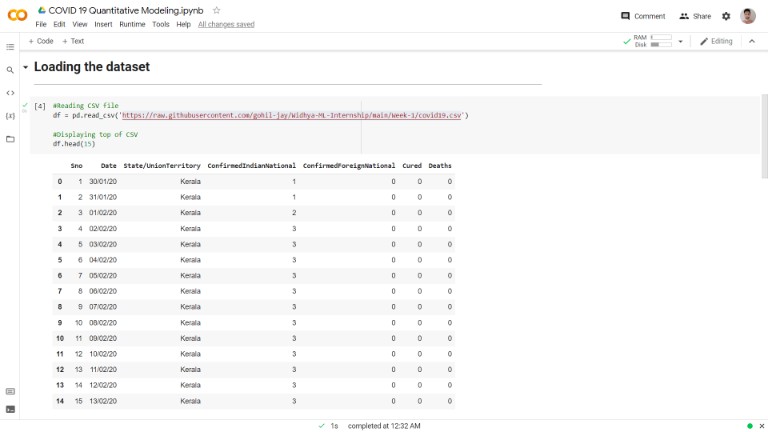 COVID 19 Quantitative Modeling.ipynb
File Edit View Insert Runtime Tools Help All changes saved
Comment Share
+ Code + Text
RAM
Disk
Editing
Loading the dataset
[4] #Reading CSV file
df = pd.read_csv('https://raw.githubusercontent.com/gohil-jay/Widhya-ML-Internship/main/Week-1/covid19.csv')
#Displaying top of CSV
df.head(15)
Sno Date State/UnionTerritory ConfirmedIndianNational ConfirmedForeignNational Cured Deaths
0 1 30/01/20 Kerala 1 0 0 0
1 2 31/01/20 Kerala 1 0 0 0
2 3 01/02/20 Kerala 2 0 0 0
3 4 02/02/20 Kerala 3 0 0 0
4 5 03/02/20 Kerala 3 0 0 0
5 6 04/02/20 Kerala 3 0 0 0
6 7 05/02/20 Kerala 3 0 0 0
7 8 06/02/20 Kerala 3 0 0 0
8 9 07/02/20 Kerala 3 0 0 0
9 10 08/02/20 Kerala 3 0 0 0
10 11 09/02/20 Kerala 3 0 0 0
11 12 10/02/20 Kerala 3 0 0 0
12 13 11/02/20 Kerala 3 0 0 0
13 14 12/02/20 Kerala 3 0 0 0
14 15 13/02/20 Kerala 3 0 0 0
1s completed at 12:32 AM